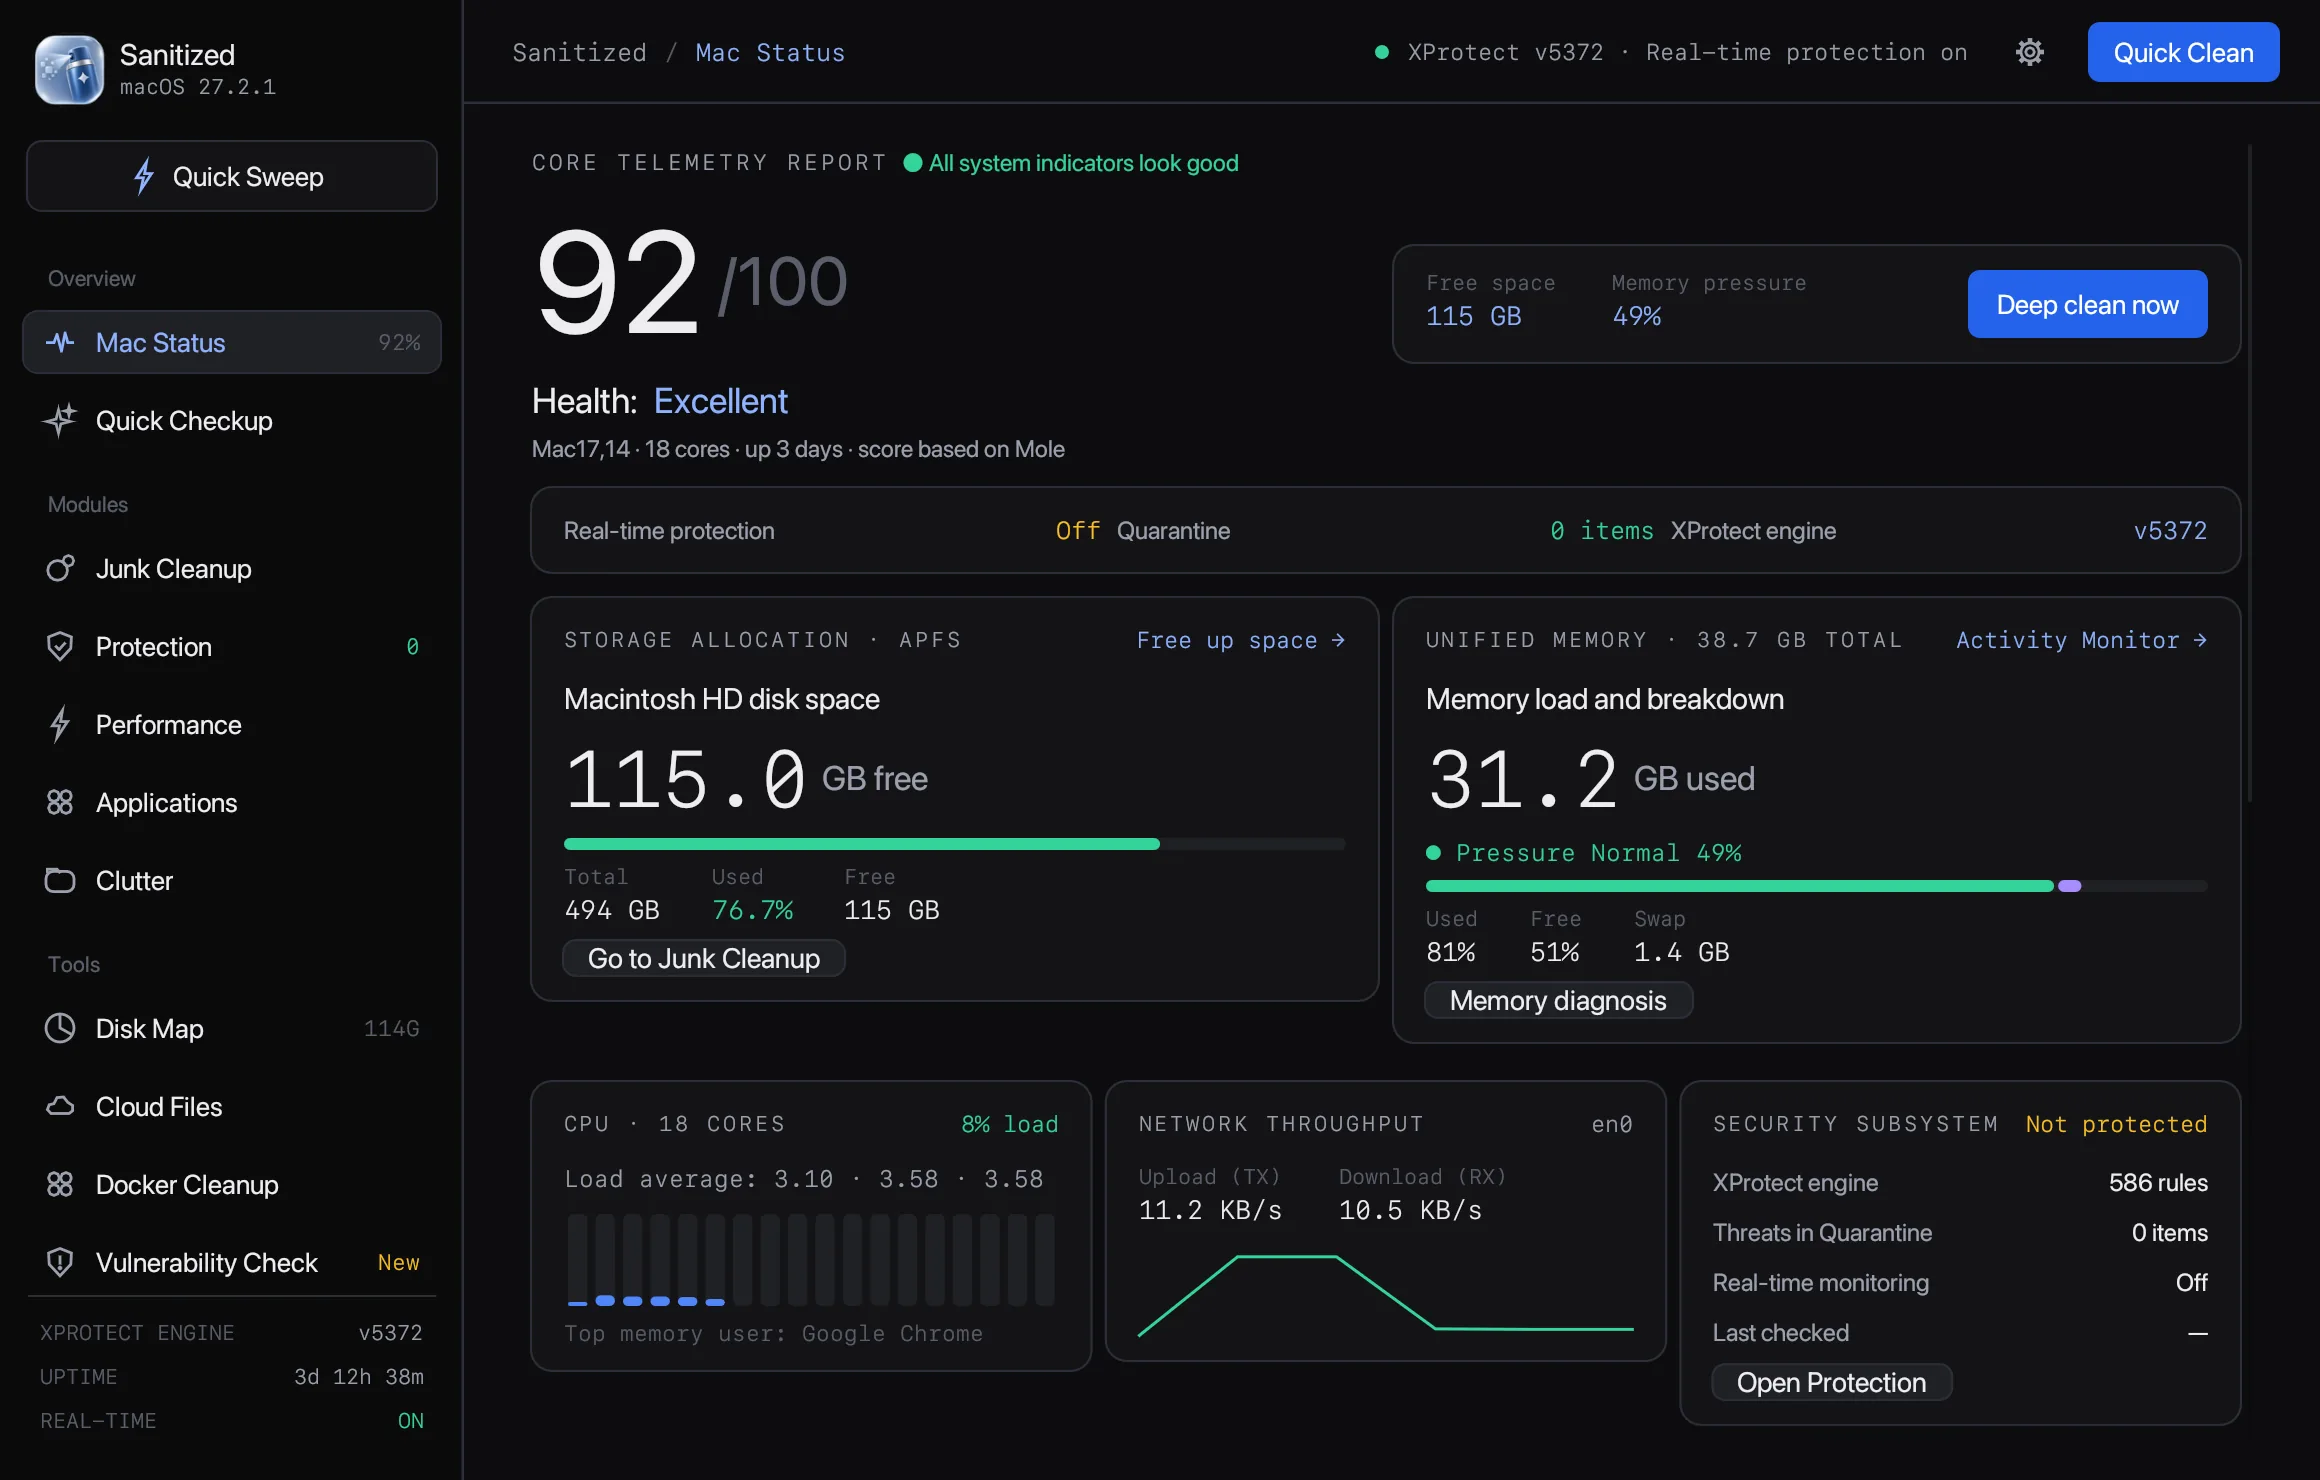 Sanitized
macOS 27.2.1
Quick Sweep
Overview
Mac Status 92%
Quick Checkup
Modules
Junk Cleanup
Protection 0
Performance
Applications
Clutter
Tools
Disk Map 114G
Cloud Files
Docker Cleanup
Vulnerability Check New
XPROTECT ENGINE v5372
UPTIME 3d 12h 38m
REAL-TIME ON
Sanitized / Mac Status
XProtect v5372 · Real-time protection on
Quick Clean
CORE TELEMETRY REPORT All system indicators look good
92 /100
Free space Memory pressure
115 GB 49%
Deep clean now
Health: Excellent
Mac17,14 · 18 cores · up 3 days · score based on Mole
Real-time protection Off Quarantine 0 items XProtect engine v5372
STORAGE ALLOCATION · APFS Free up space →
Macintosh HD disk space
115.0 GB free
Total Used Free
494 GB 76.7% 115 GB
Go to Junk Cleanup
UNIFIED MEMORY · 38.7 GB TOTAL Activity Monitor →
Memory load and breakdown
31.2 GB used
Pressure Normal 49%
Used Free Swap
81% 51% 1.4 GB
Memory diagnosis
CPU · 18 CORES 8% load
Load average: 3.10 · 3.58 · 3.58
Top memory user: Google Chrome
NETWORK THROUGHPUT en0
Upload (TX) Download (RX)
11.2 KB/s 10.5 KB/s
SECURITY SUBSYSTEM Not protected
XProtect engine 586 rules
Threats in Quarantine 0 items
Real-time monitoring Off
Last checked —
Open Protection